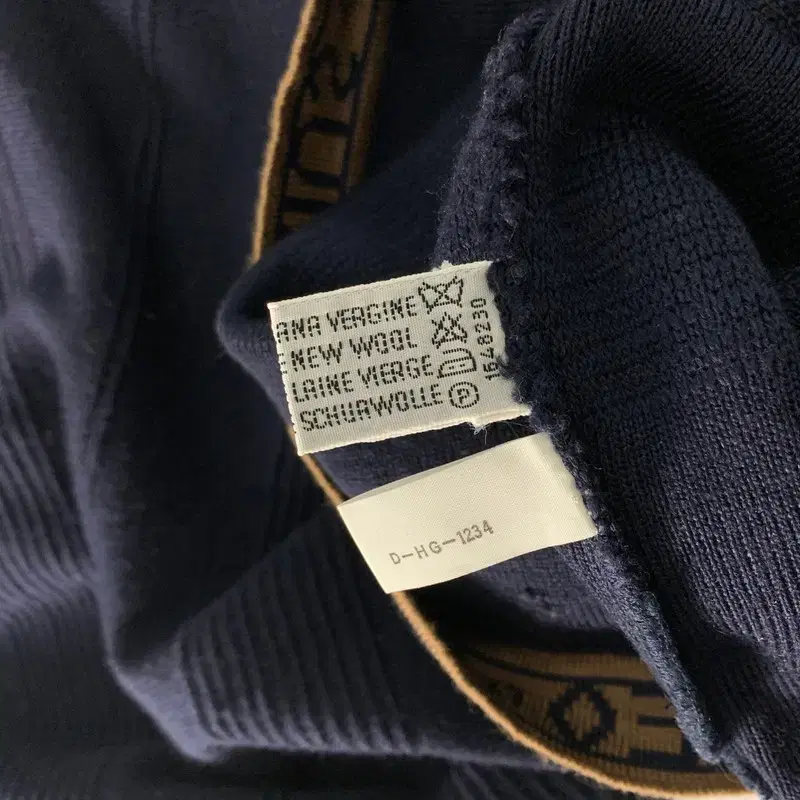 ANA VERGINE
NEW WOOL
LAINE VIERGE
SCHURWOLLE
P
D-HG-1234